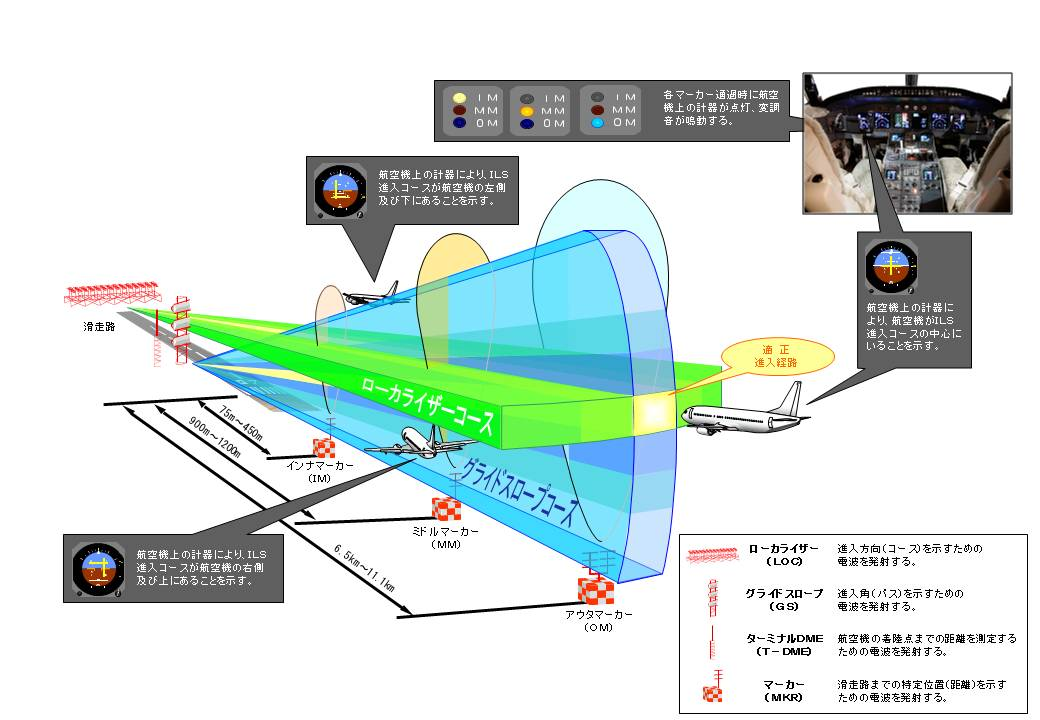 IM
MM
OM
IM
MM
OM
IM
MM
OM
各マーカー通過時に航空
機上の計器が点灯、変調
音が鳴動する。
航空機上の計器により、ILS
進入コースが航空機の左側
及び下にあることを示す。
航空機上の計器に
より、航空機がILS
進入コースの中心に
いることを示す。
滑走路
適正
進入経路
ローカライザーコース
グライドスロープコース
75m～450m
900m～1200m
6.5km～11.1km
インナマーカー
(IM)
ミドルマーカー
(MM)
アウタマーカー
(OM)
航空機上の計器により、ILS
進入コースが航空機の右側
及び上にあることを示す。
ローカライザー
(LOC)
進入方向(コース)を示すための
電波を発射する。
グライドスロープ
(GS)
進入角(パス)を示すための
電波を発射する。
ターミナルDME
(T-DME)
航空機の着陸点までの距離を測定する
ための電波を発射する。
マーカー
(MKR)
滑走路までの特定位置(距離)を示す
ための電波を発射する。